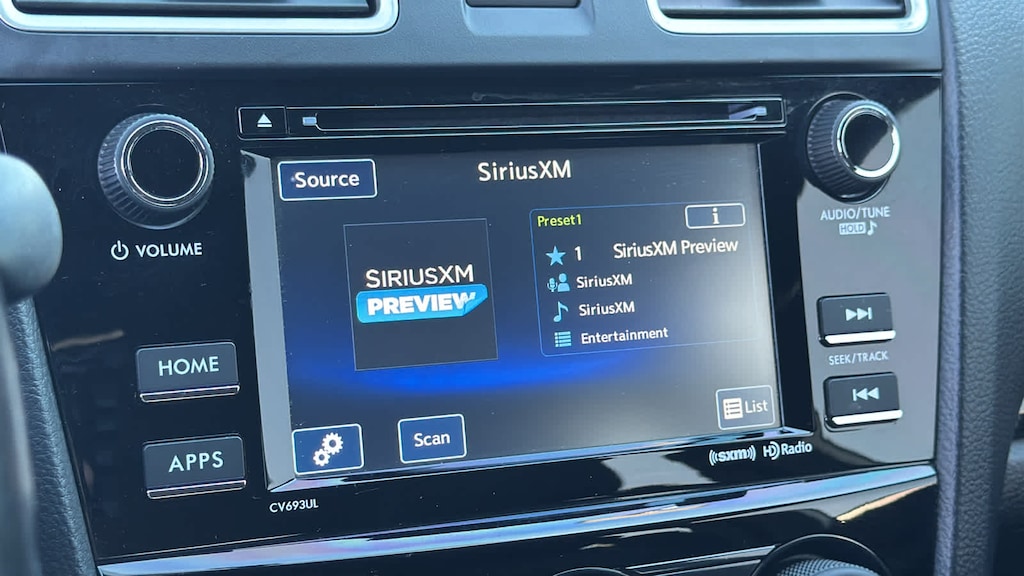 Source
SiriusXM
SIRIUSXM
PREVIEW
Preset1
i
1 SiriusXM Preview
SiriusXM
SiriusXM
Entertainment
Scan
List
VOLUME
HOME
APPS
CV693UL
((sxm)) HD Radio
AUDIO/TUNE
HOLD
SEEK/TRACK